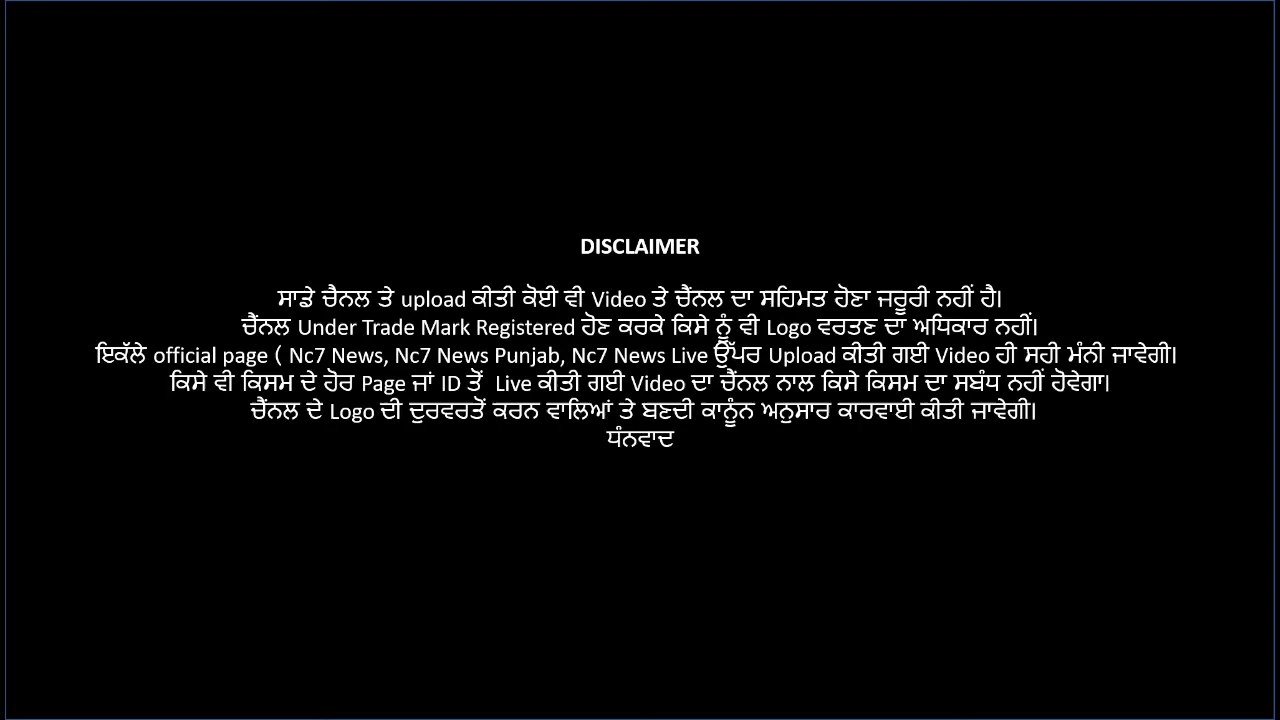 DISCLAIMER
ਸਾਡੇ ਚੈਨਲ ਤੇ upload ਕੀਤੀ ਕੋਈ ਵੀ Video ਤੇ ਚੈਂਨਲ ਦਾ ਸਹਿਮਤ ਹੋਣਾ ਜਰੂਰੀ ਨਹੀਂ ਹੈ।
ਚੈਂਨਲ Under Trade Mark Registered ਹੋਣ ਕਰਕੇ ਕਿਸੇ ਨੂੰ ਵੀ Logo ਵਰਤਣ ਦਾ ਅਧਿਕਾਰ ਨਹੀਂ।
ਇਕੱਲੇ official page ( Nc7 News, Nc7 News Punjab, Nc7 News Live ਉੱਪਰ Upload ਕੀਤੀ ਗਈ Video ਹੀ ਸਹੀ ਮੰਨੀ ਜਾਵੇਗੀ।
ਕਿਸੇ ਵੀ ਕਿਸਮ ਦੇ ਹੋਰ Page ਜਾਂ ID ਤੋਂ Live ਕੀਤੀ ਗਈ Video ਦਾ ਚੈਂਨਲ ਨਾਲ ਕਿਸੇ ਕਿਸਮ ਦਾ ਸਬੰਧ ਨਹੀਂ ਹੋਵੇਗਾ।
ਚੈਂਨਲ ਦੇ Logo ਦੀ ਦੁਰਵਰਤੋਂ ਕਰਨ ਵਾਲਿਆਂ ਤੇ ਬਣਦੀ ਕਾਨੂੰਨ ਅਨੁਸਾਰ ਕਾਰਵਾਈ ਕੀਤੀ ਜਾਵੇਗੀ।
ਧੰਨਵਾਦ